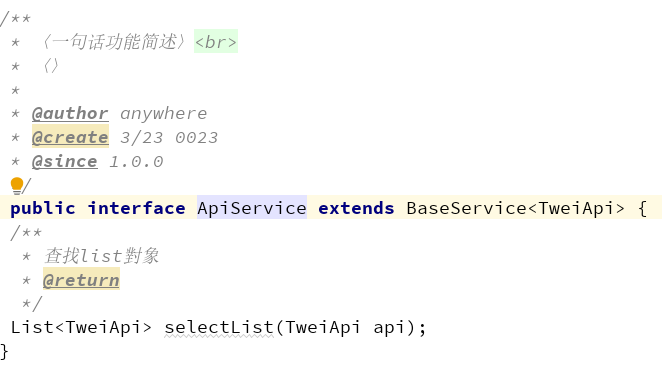 /**
 * 〈一句话功能简述〉<br>
 * 〈〉
 *
 * @author anywhere
 * @create 3/23 0023
 * @since 1.0.0
 */
public interface ApiService extends BaseService<TweiApi> {
/**
 * 查找list對象
 * @return
 */
List<TweiApi> selectList(TweiApi api);
}